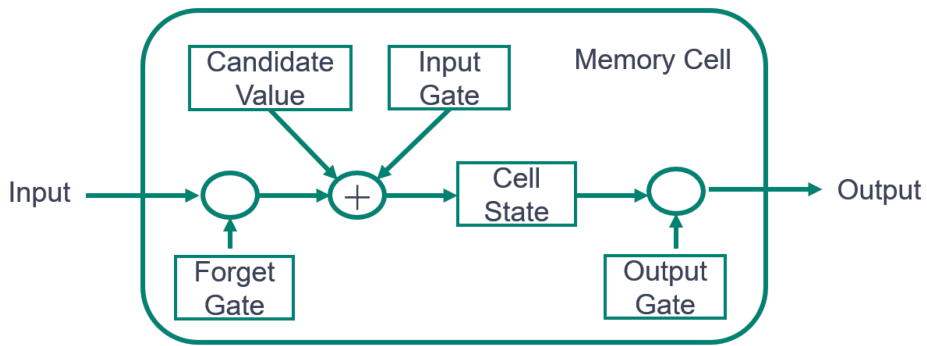 Candidate
Value
Input
Gate
Memory Cell
Input
+
Cell
State
Output
Forget
Gate
Output
Gate